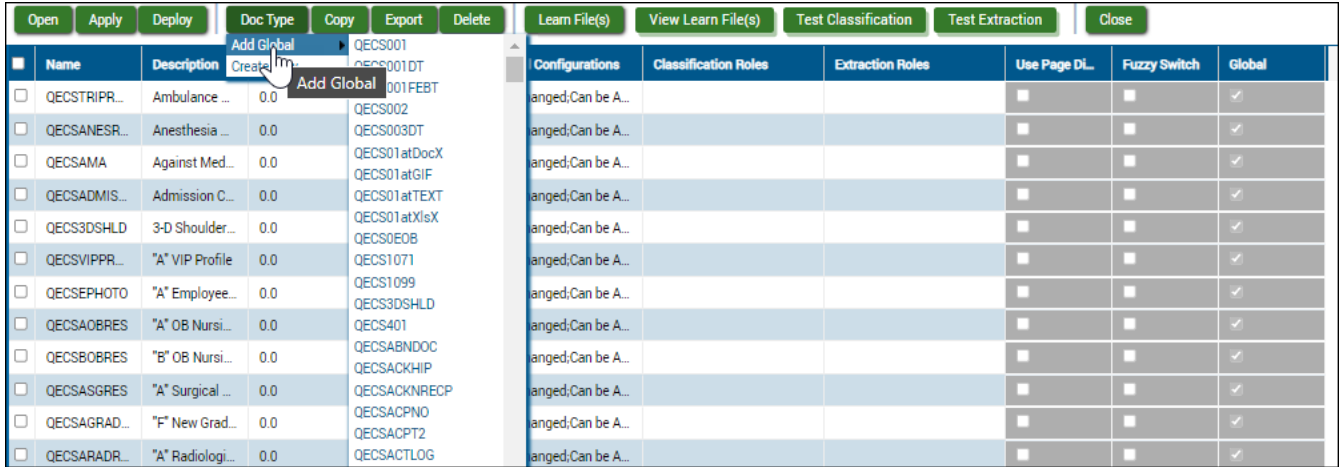 Open Apply Deploy Doc Type Copy Export Delete Learn File(s) View Learn File(s) Test Classification Test Extraction Close
Add Global
Add Global
QECS001
QECS001DT
001FEBT
QECS002
QECS003DT
QECS01atDocX
QECS01atGIF
QECS01atTEXT
QECS01atXlsX
QECS0EOB
QECS1071
QECS1099
QECS3DSHLD
QECS401
QECSABNDOC
QECSACKHIP
QECSACKNRECP
QECSACPNO
QECSACPT2
QECSACTLOG
Name Description Configurations Classification Roles Extraction Roles Use Page Di... Fuzzy Switch Global
QECSTRIPR... Ambulance ... 0.0 anged;Can be A...
QECSANESR... Anesthesia ... 0.0 anged;Can be A...
QECSAMA Against Med... 0.0 anged;Can be A...
QECSADMIS... Admission C... 0.0 anged;Can be A...
QECS3DSHLD 3-D Shoulder... 0.0 anged;Can be A...
QECSVIPPR... "A" VIP Profile 0.0 anged;Can be A...
QECSEPHOTO "A" Employee... 0.0 anged;Can be A...
QECSAOBRES "A" OB Nursi... 0.0 anged;Can be A...
QECSBOBRES "B" OB Nursi... 0.0 anged;Can be A...
QECSASGRES "A" Surgical ... 0.0 anged;Can be A...
QECSAGRAD... "F" New Grad... 0.0 anged;Can be A...
QECSARADR... "A" Radiologi... 0.0 anged;Can be A...